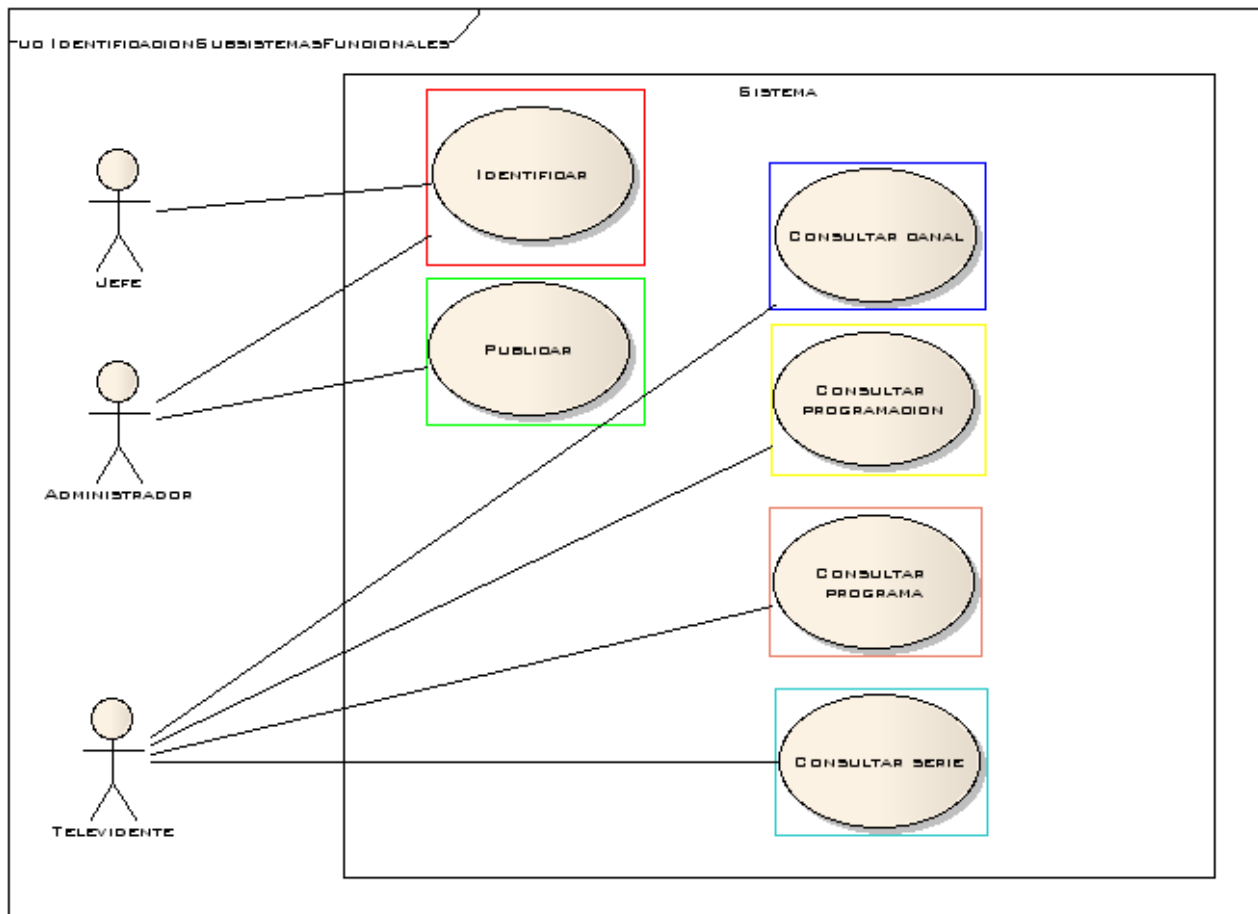 uc IdentificacionSubsistemasFuncionales
Sistema
Identificar
Consultar canal
Jefe
Publicar
Consultar
programacion
Administrador
Consultar
programa
Consultar serie
Televidente